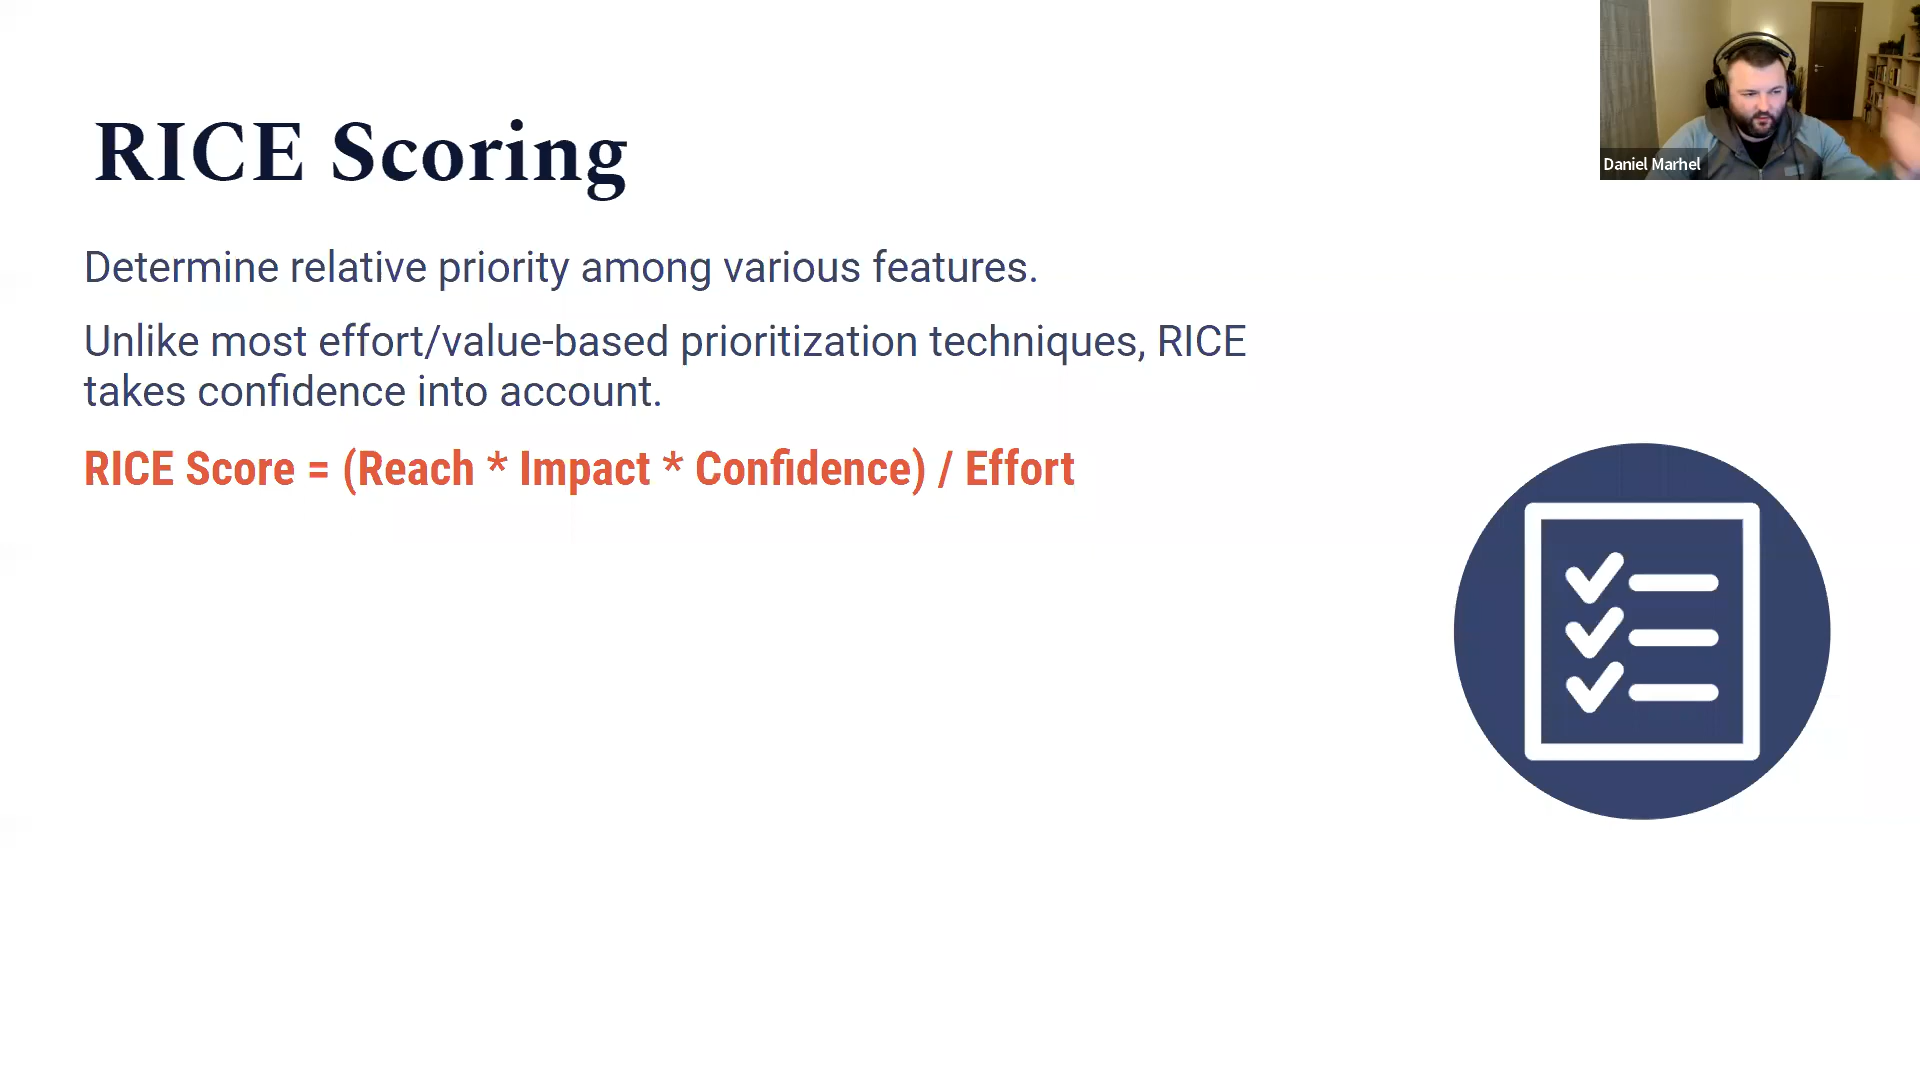 RICE Scoring
Daniel Marhel
Determine relative priority among various features.
Unlike most effort/value-based prioritization techniques, RICE
takes confidence into account.
RICE Score = (Reach * Impact * Confidence) / Effort